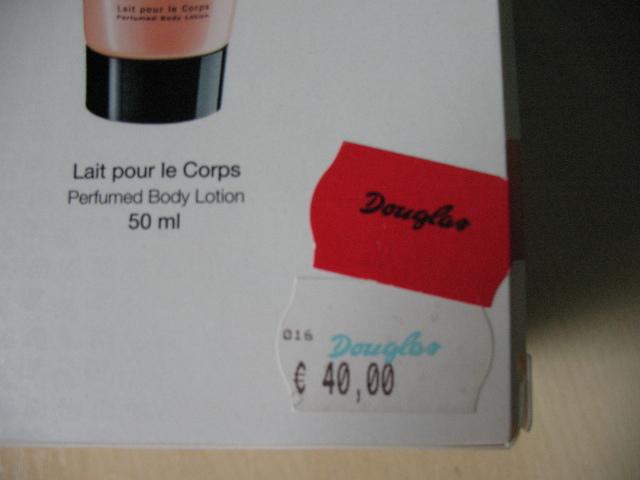 Lait pour le Corps
Perfumed Body Lotion
Lait pour le Corps
Perfumed Body Lotion
50 ml
Douglas
016
Douglas
€ 40,00